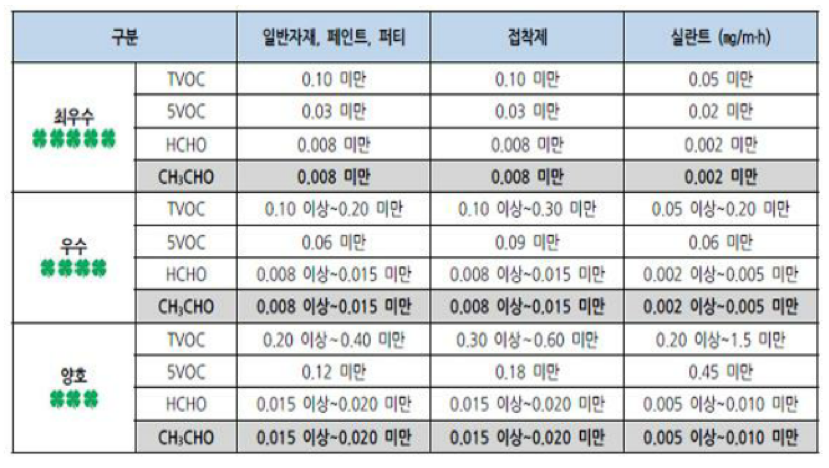 구분 일반자재, 페인트, 퍼티 접착제 실란트 (㎎/m·h)
최우수
TVOC 0.10 미만 0.10 미만 0.05 미만
5VOC 0.03 미만 0.03 미만 0.02 미만
HCHO 0.008 미만 0.008 미만 0.002 미만
CH₃CHO 0.008 미만 0.008 미만 0.002 미만
우수
TVOC 0.10 이상~0.20 미만 0.10 이상~0.30 미만 0.05 이상~0.20 미만
5VOC 0.06 미만 0.09 미만 0.06 미만
HCHO 0.008 이상~0.015 미만 0.008 이상~0.015 미만 0.002 이상~0.005 미만
CH₃CHO 0.008 이상~0.015 미만 0.008 이상~0.015 미만 0.002 이상~0.005 미만
양호
TVOC 0.20 이상~0.40 미만 0.30 이상~0.60 미만 0.20 이상~1.5 미만
5VOC 0.12 미만 0.18 미만 0.45 미만
HCHO 0.015 이상~0.020 미만 0.015 이상~0.020 미만 0.005 이상~0.010 미만
CH₃CHO 0.015 이상~0.020 미만 0.015 이상~0.020 미만 0.005 이상~0.010 미만